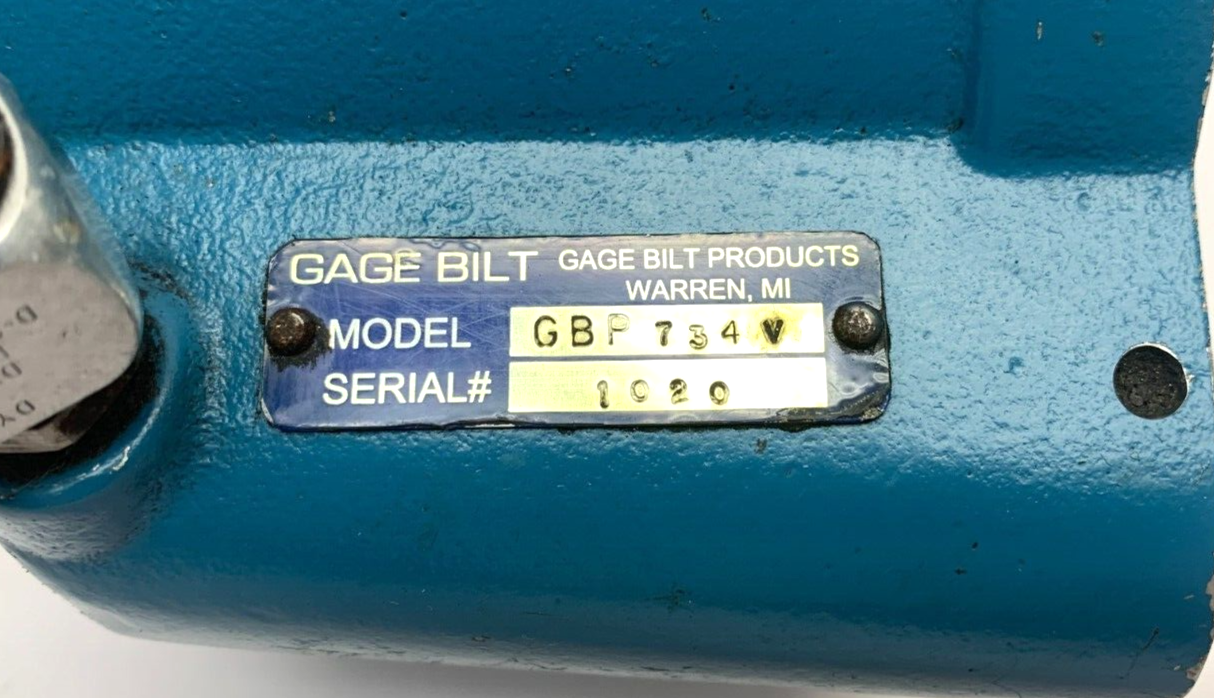 GAGE BILT
GAGE BILT PRODUCTS
WARREN, MI
MODEL GBP 734 V
SERIAL# 1020